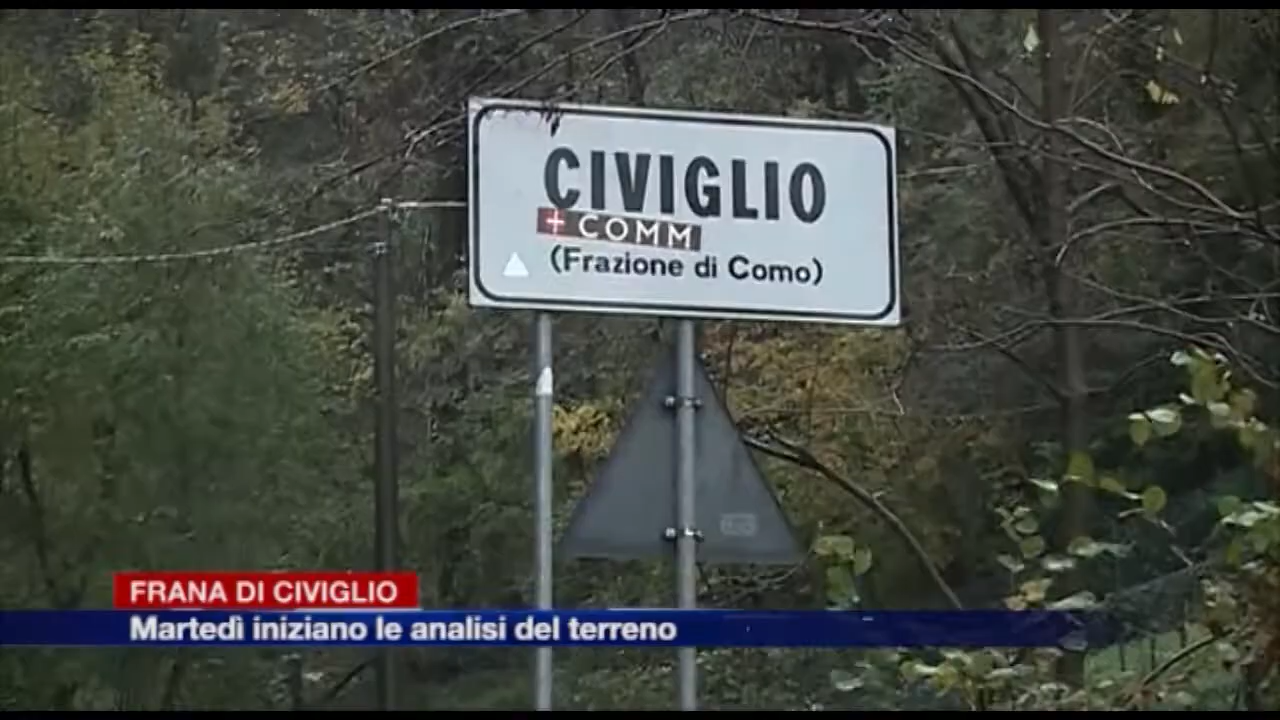 CIVIGLIO
+ COMM
(Frazione di Como)
FRANA DI CIVIGLIO
Martedì iniziano le analisi del terreno